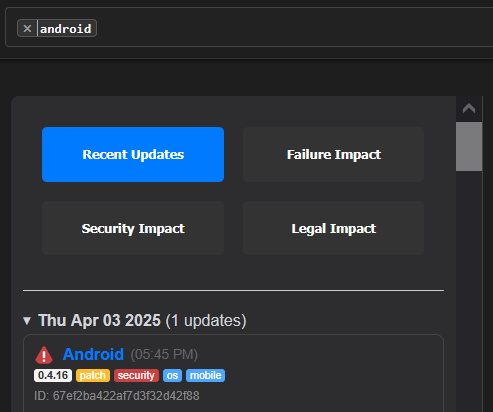 × android
Recent Updates
Failure Impact
Security Impact
Legal Impact
▼ Thu Apr 03 2025 (1 updates)
Android (05:45 PM)
0.4.16 patch security os mobile
ID: 67ef2ba422af7d3f32d42f88